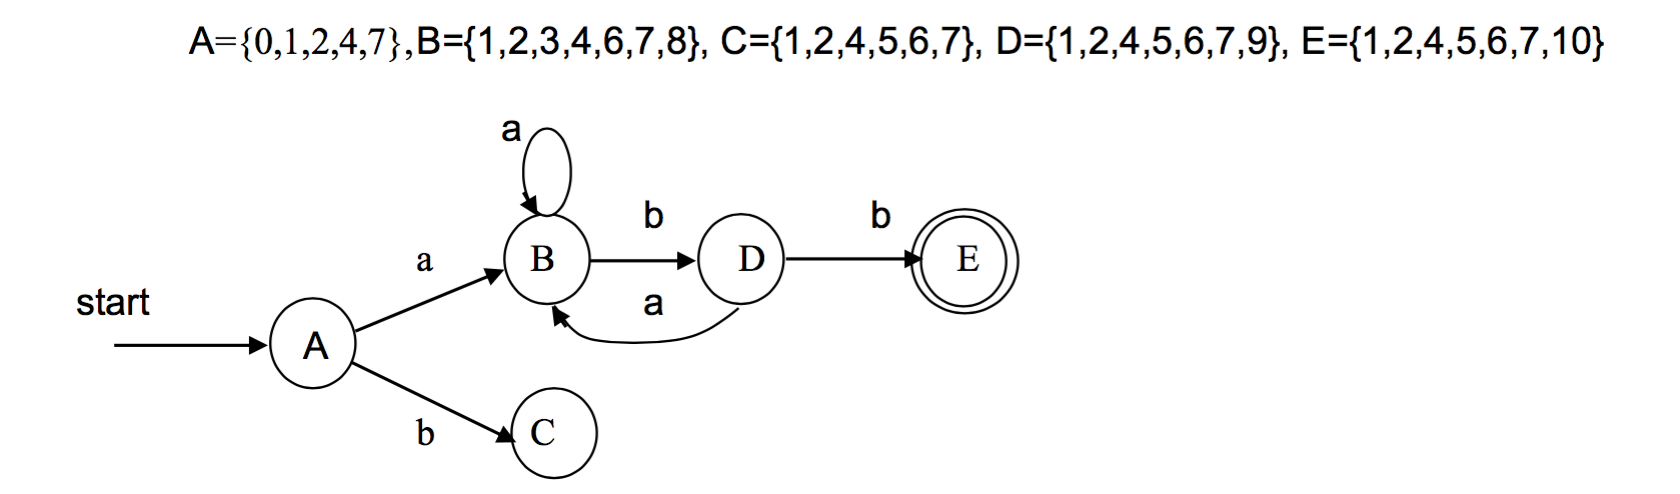 A={0,1,2,4,7},B={1,2,3,4,6,7,8}, C={1,2,4,5,6,7}, D={1,2,4,5,6,7,9}, E={1,2,4,5,6,7,10}
a
b
b
a
B
D
E
start
a
A
b
C